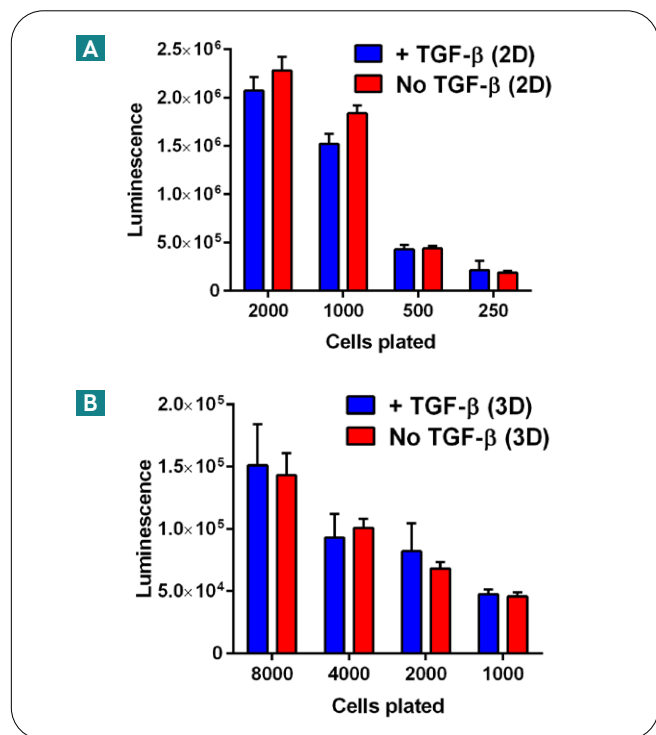 A
+ TGF-β (2D)
No TGF-β (2D)
Luminescence
2.5×10⁶
2.0×10⁶
1.5×10⁶
1.0×10⁶
5.0×10⁵
0
2000 1000 500 250
Cells plated
B
+ TGF-β (3D)
No TGF-β (3D)
Luminescence
2.0×10⁵
1.5×10⁵
1.0×10⁵
5.0×10⁴
0
8000 4000 2000 1000
Cells plated